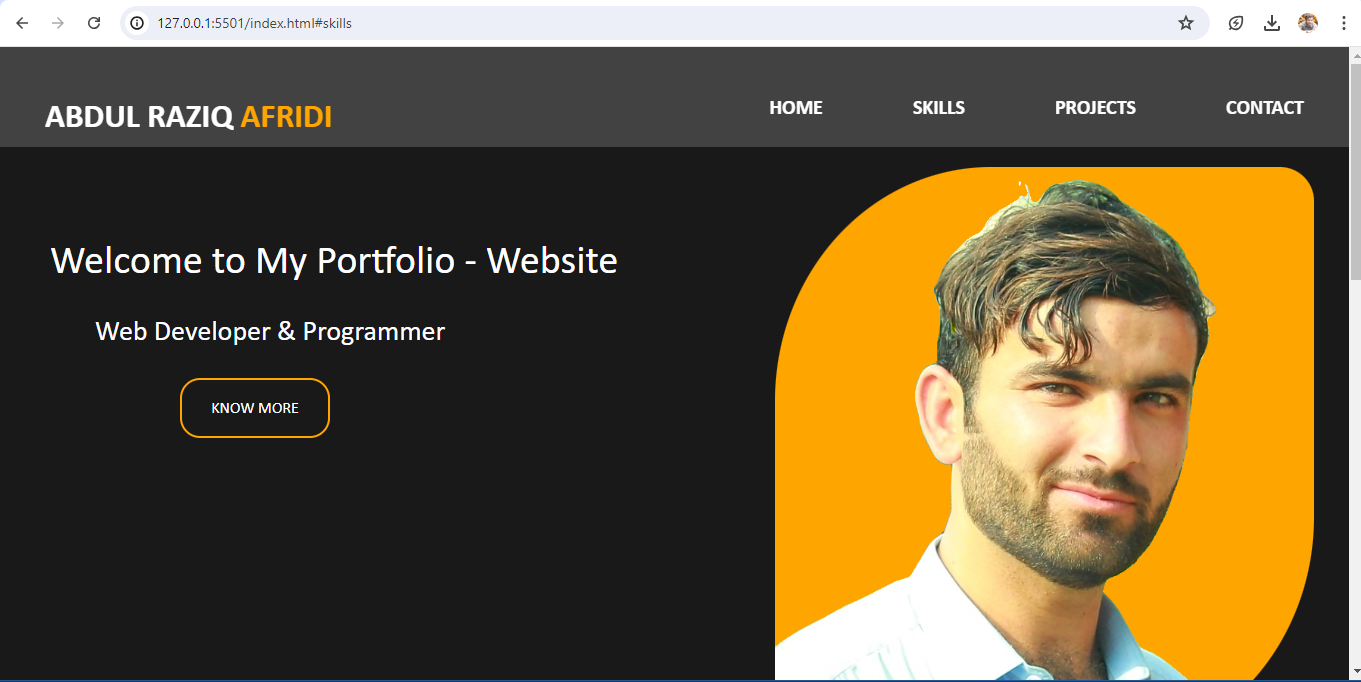 127.0.0.1:5501/index.html#skills
ABDUL RAZIQ AFRIDI
HOME SKILLS PROJECTS CONTACT
Welcome to My Portfolio - Website
Web Developer & Programmer
KNOW MORE